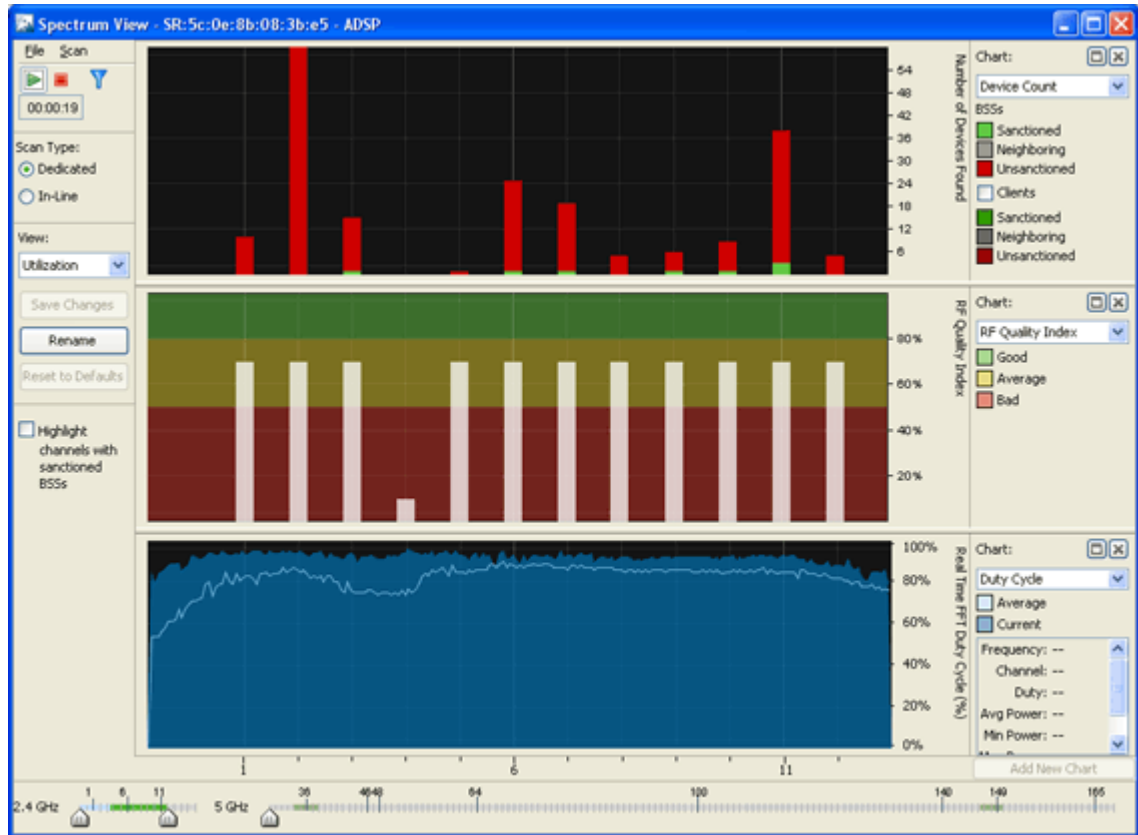 Spectrum View - SR:5c:0e:8b:08:3b:e5 - ADSP
File Scan
00:00:19
Scan Type:
Dedicated
In-Line
View:
Utilization
Save Changes
Rename
Reset to Defaults
Highlight
channels with
sanctioned
BSSs
54
48
42
36
30
24
18
12
6
Number of Devices Found
Chart:
Device Count
BSSs
Sanctioned
Neighboring
Unsanctioned
Clients
Sanctioned
Neighboring
Unsanctioned
80%
60%
40%
20%
RF Quality Index
Chart:
RF Quality Index
Good
Average
Bad
100%
80%
60%
40%
20%
0%
Real Time FFT Duty Cycle (%)
Chart:
Duty Cycle
Average
Current
Frequency: --
Channel: --
Duty: --
Avg Power: --
Min Power: --
1 6 11
Add New Chart
2.4 GHz 1 6 11 5 GHz 36 4648 64 100 140 149 165